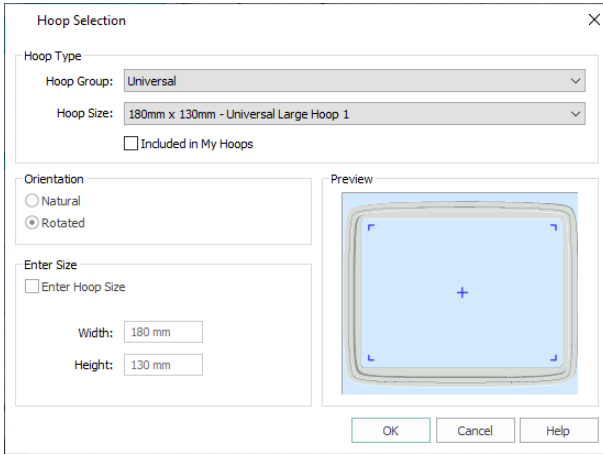 Hoop Selection
Hoop Type
Hoop Group: Universal
Hoop Size: 180mm x 130mm - Universal Large Hoop 1
Included in My Hoops
Orientation
Natural
Rotated
Enter Size
Enter Hoop Size
Width: 180 mm
Height: 130 mm
Preview
OK Cancel Help